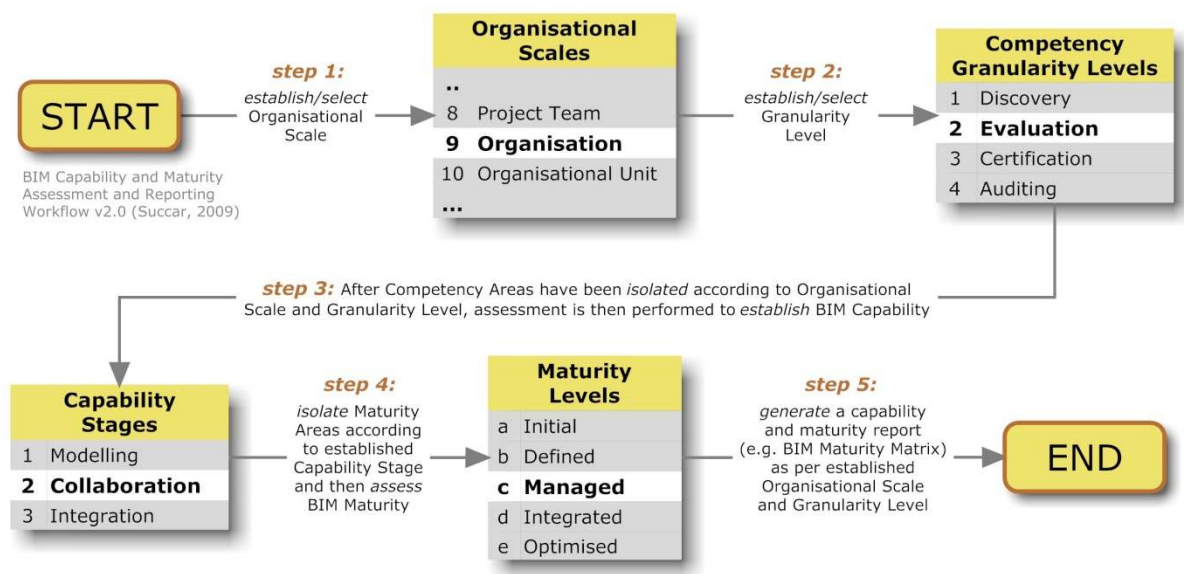 START
BIM Capability and Maturity
Assessment and Reporting
Workflow v2.0 (Succar, 2009)
step 1:
establish/select
Organisational
Scale
Organisational
Scales
..
8 Project Team
9 Organisation
10 Organisational Unit
...
step 2:
establish/select
Granularity
Level
Competency
Granularity Levels
1 Discovery
2 Evaluation
3 Certification
4 Auditing
step 3: After Competency Areas have been isolated according to Organisational
Scale and Granularity Level, assessment is then performed to establish BIM Capability
Capability
Stages
1 Modelling
2 Collaboration
3 Integration
step 4:
isolate Maturity
Areas according
to established
Capability Stage
and then assess
BIM Maturity
Maturity
Levels
a Initial
b Defined
c Managed
d Integrated
e Optimised
step 5:
generate a capability
and maturity report
(e.g. BIM Maturity Matrix)
as per established
Organisational Scale
and Granularity Level
END